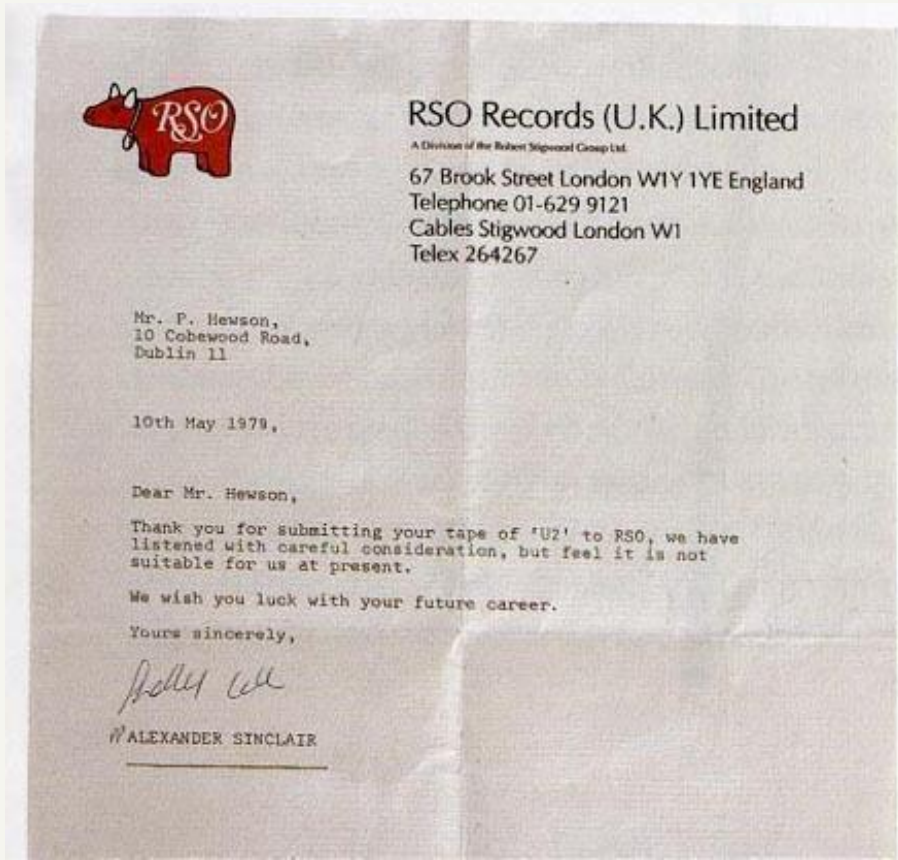 RSO
RSO Records (U.K.) Limited
A Division of the Robert Stigwood Group Ltd.
67 Brook Street London W1Y 1YE England
Telephone 01-629 9121
Cables Stigwood London W1
Telex 264267
Mr. P. Hewson,
10 Cobewood Road,
Dublin 11
10th May 1979,
Dear Mr. Hewson,
Thank you for submitting your tape of 'U2' to RSO, we have
listened with careful consideration, but feel it is not
suitable for us at present.
We wish you luck with your future career.
Yours sincerely,
ALEXANDER SINCLAIR